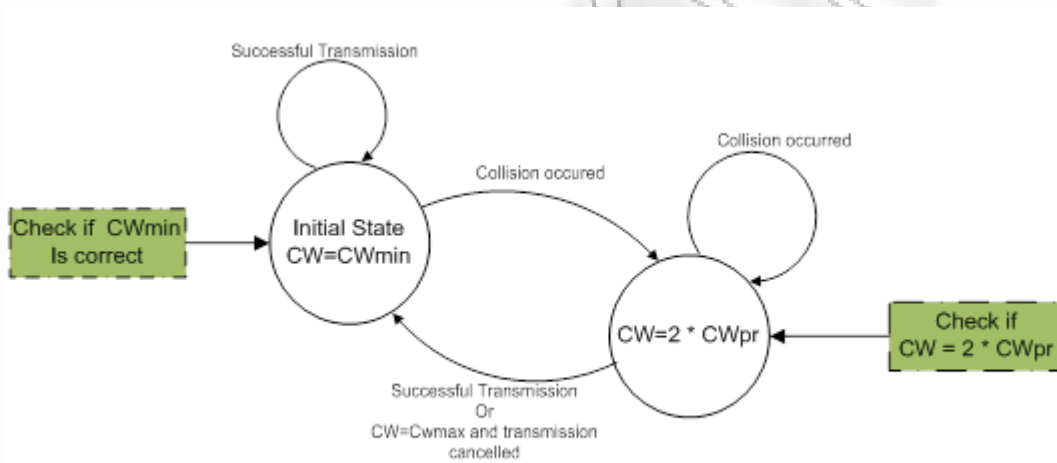 Successful Transmission
Collision occurred
Collision occured
Check if CWmin
Is correct
Initial State
CW=CWmin
CW=2 * CWpr
Check if
CW = 2 * CWpr
Successful Transmission
Or
CW=Cwmax and transmission
cancelled